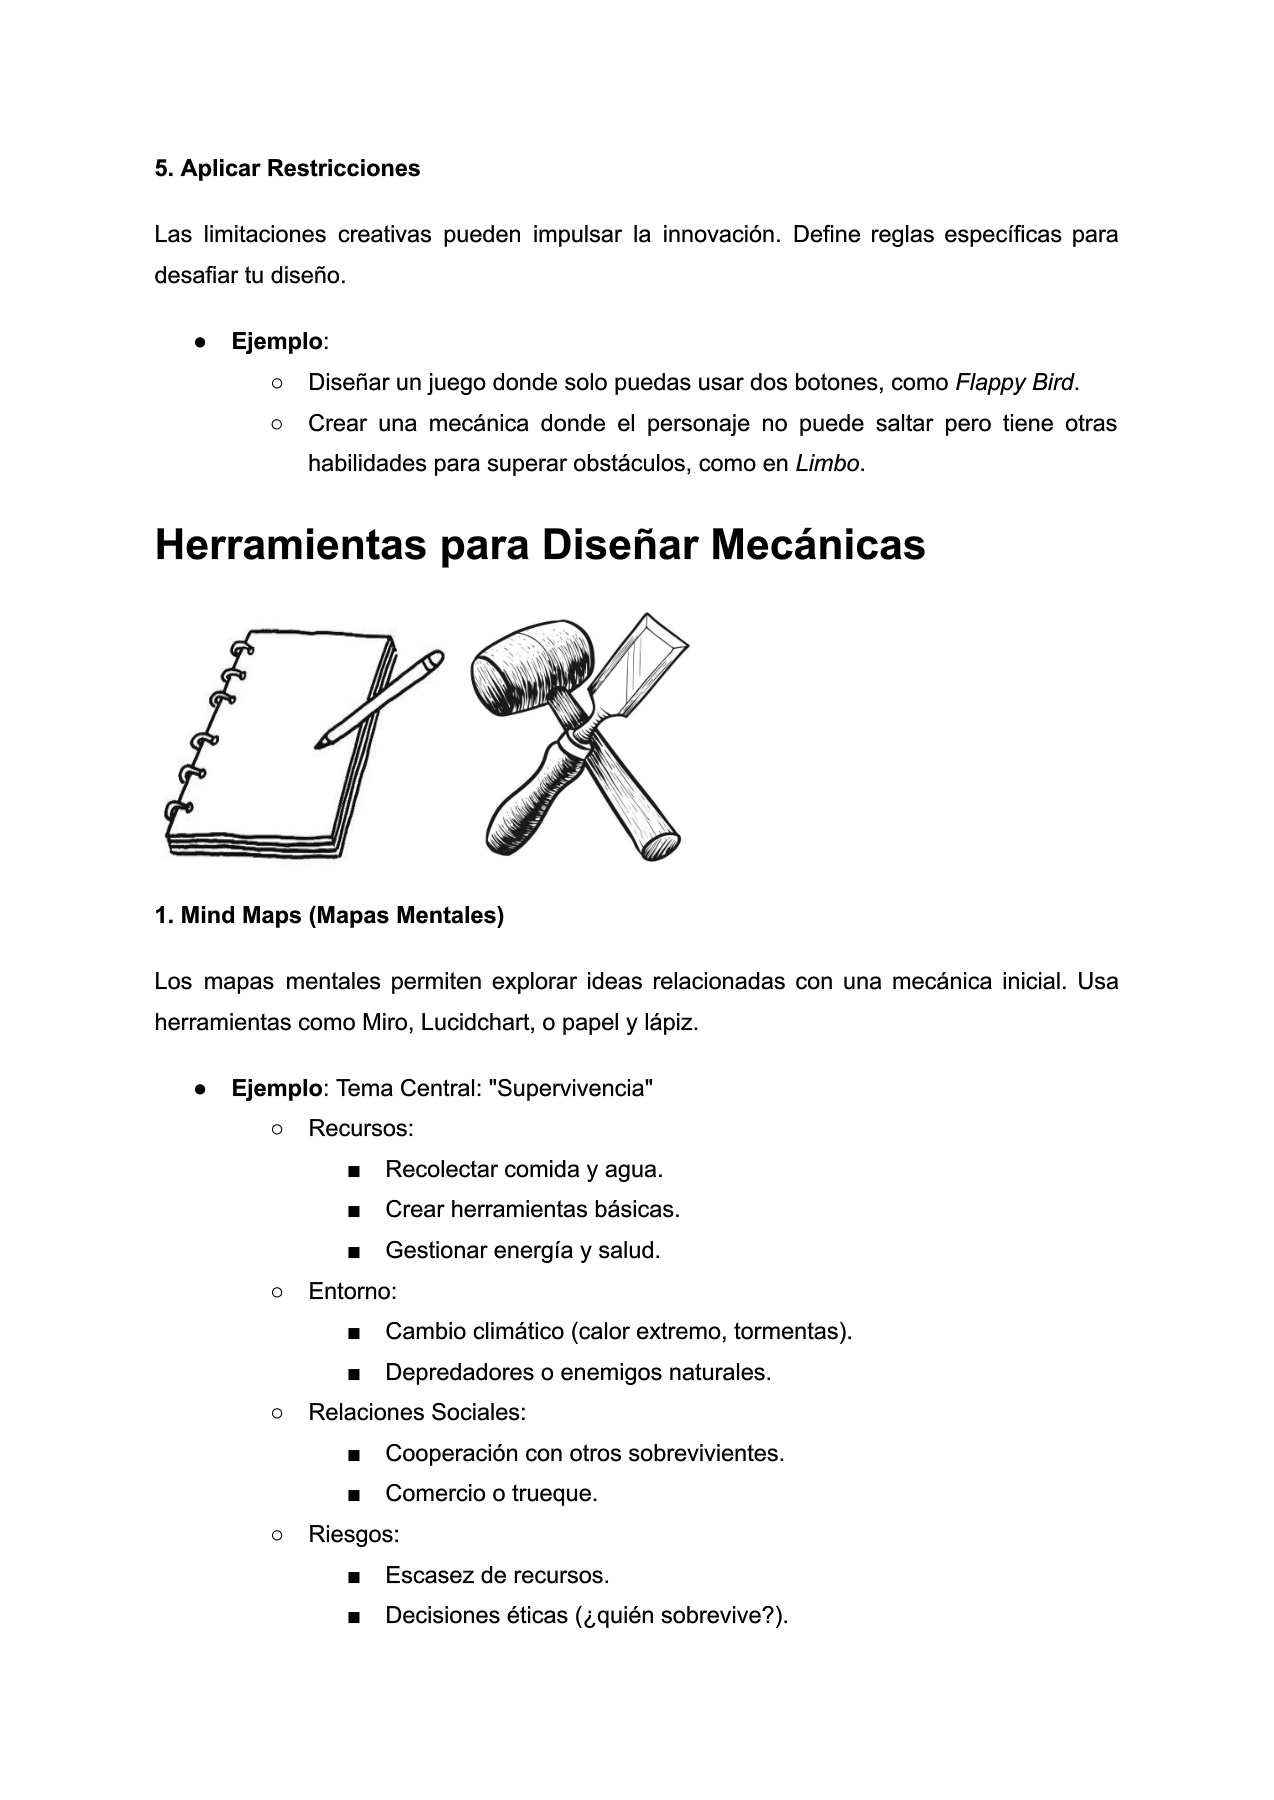 5. Aplicar Restricciones
Las limitaciones creativas pueden impulsar la innovación. Define reglas específicas para
desafiar tu diseño.
● Ejemplo:
○ Diseñar un juego donde solo puedas usar dos botones, como Flappy Bird.
○ Crear una mecánica donde el personaje no puede saltar pero tiene otras
habilidades para superar obstáculos, como en Limbo.
Herramientas para Diseñar Mecánicas
1. Mind Maps (Mapas Mentales)
Los mapas mentales permiten explorar ideas relacionadas con una mecánica inicial. Usa
herramientas como Miro, Lucidchart, o papel y lápiz.
● Ejemplo: Tema Central: "Supervivencia"
○ Recursos:
■ Recolectar comida y agua.
■ Crear herramientas básicas.
■ Gestionar energía y salud.
○ Entorno:
■ Cambio climático (calor extremo, tormentas).
■ Depredadores o enemigos naturales.
○ Relaciones Sociales:
■ Cooperación con otros sobrevivientes.
■ Comercio o trueque.
○ Riesgos:
■ Escasez de recursos.
■ Decisiones éticas (¿quién sobrevive?).